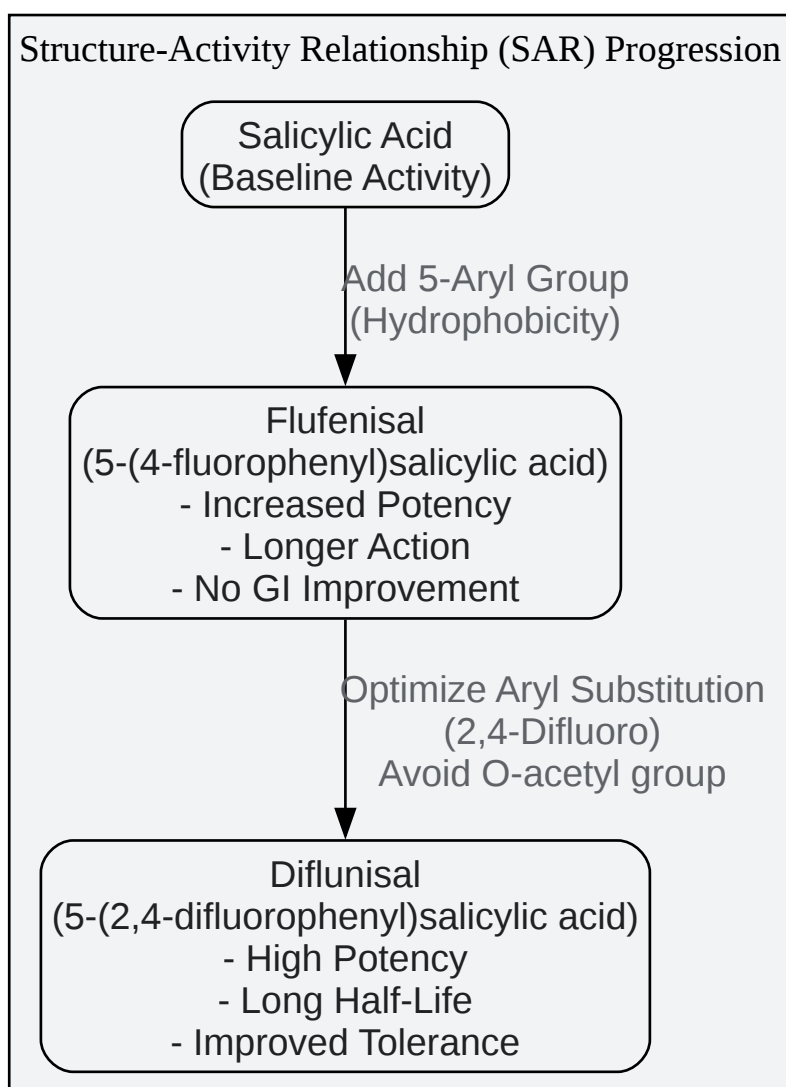 Structure-Activity Relationship (SAR) Progression
Salicylic Acid
(Baseline Activity)
Add 5-Aryl Group
(Hydrophobicity)
Flufenisal
(5-(4-fluorophenyl)salicylic acid)
- Increased Potency
- Longer Action
- No GI Improvement
Optimize Aryl Substitution
(2,4-Difluoro)
Avoid O-acetyl group
Diflunisal
(5-(2,4-difluorophenyl)salicylic acid)
- High Potency
- Long Half-Life
- Improved Tolerance